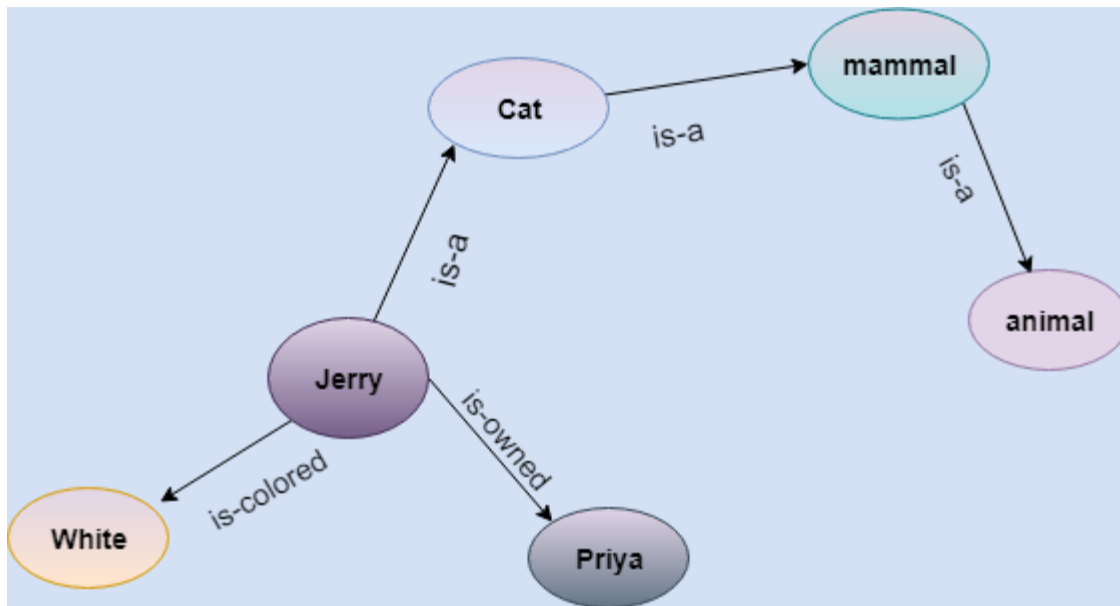 mammal
Cat
is-a
is-a
is-a
animal
Jerry
is-owned
is-colored
White
Priya